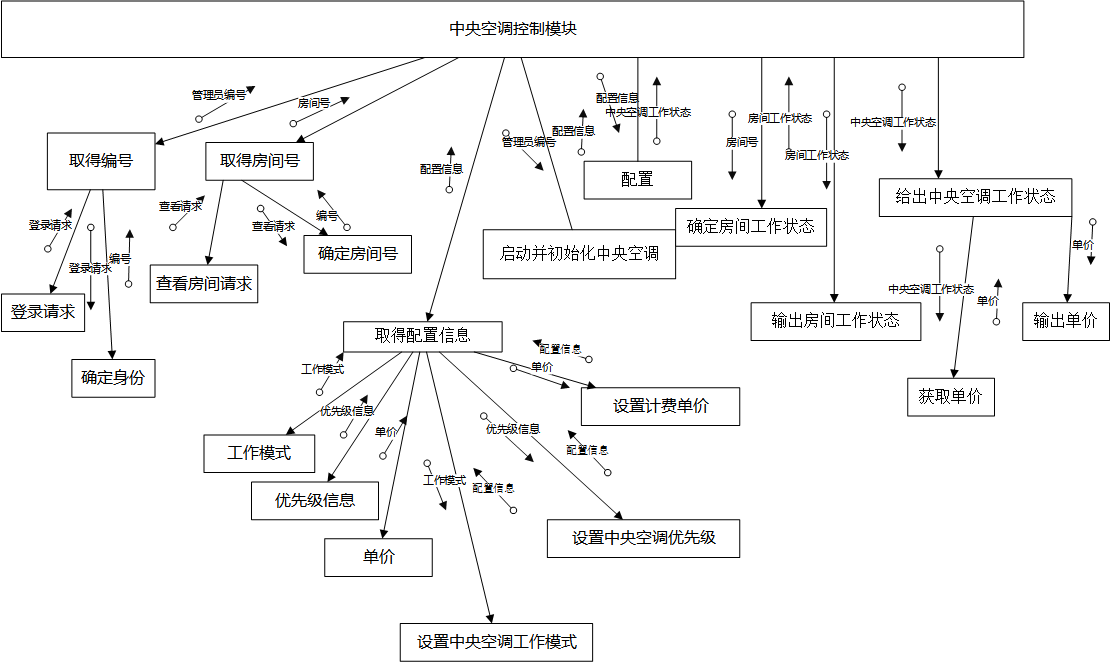 中央空调控制模块
管理员编号
房间号
配置信息
中央空调工作状态
房间工作状态
中央空调工作状态
配置信息
管理员编号
房间号
房间工作状态
取得编号
取得房间号
配置信息
配置
给出中央空调工作状态
登录请求
登录请求
编号
查看请求
查看请求
编号
确定房间号
启动并初始化中央空调
确定房间工作状态
单价
查看房间请求
登录请求
中央空调工作状态
单价
输出房间工作状态
输出单价
取得配置信息
确定身份
工作模式
配置信息
单价
获取单价
优先级信息
单价
设置计费单价
优先级信息
配置信息
工作模式
工作模式
配置信息
优先级信息
单价
设置中央空调优先级
设置中央空调工作模式